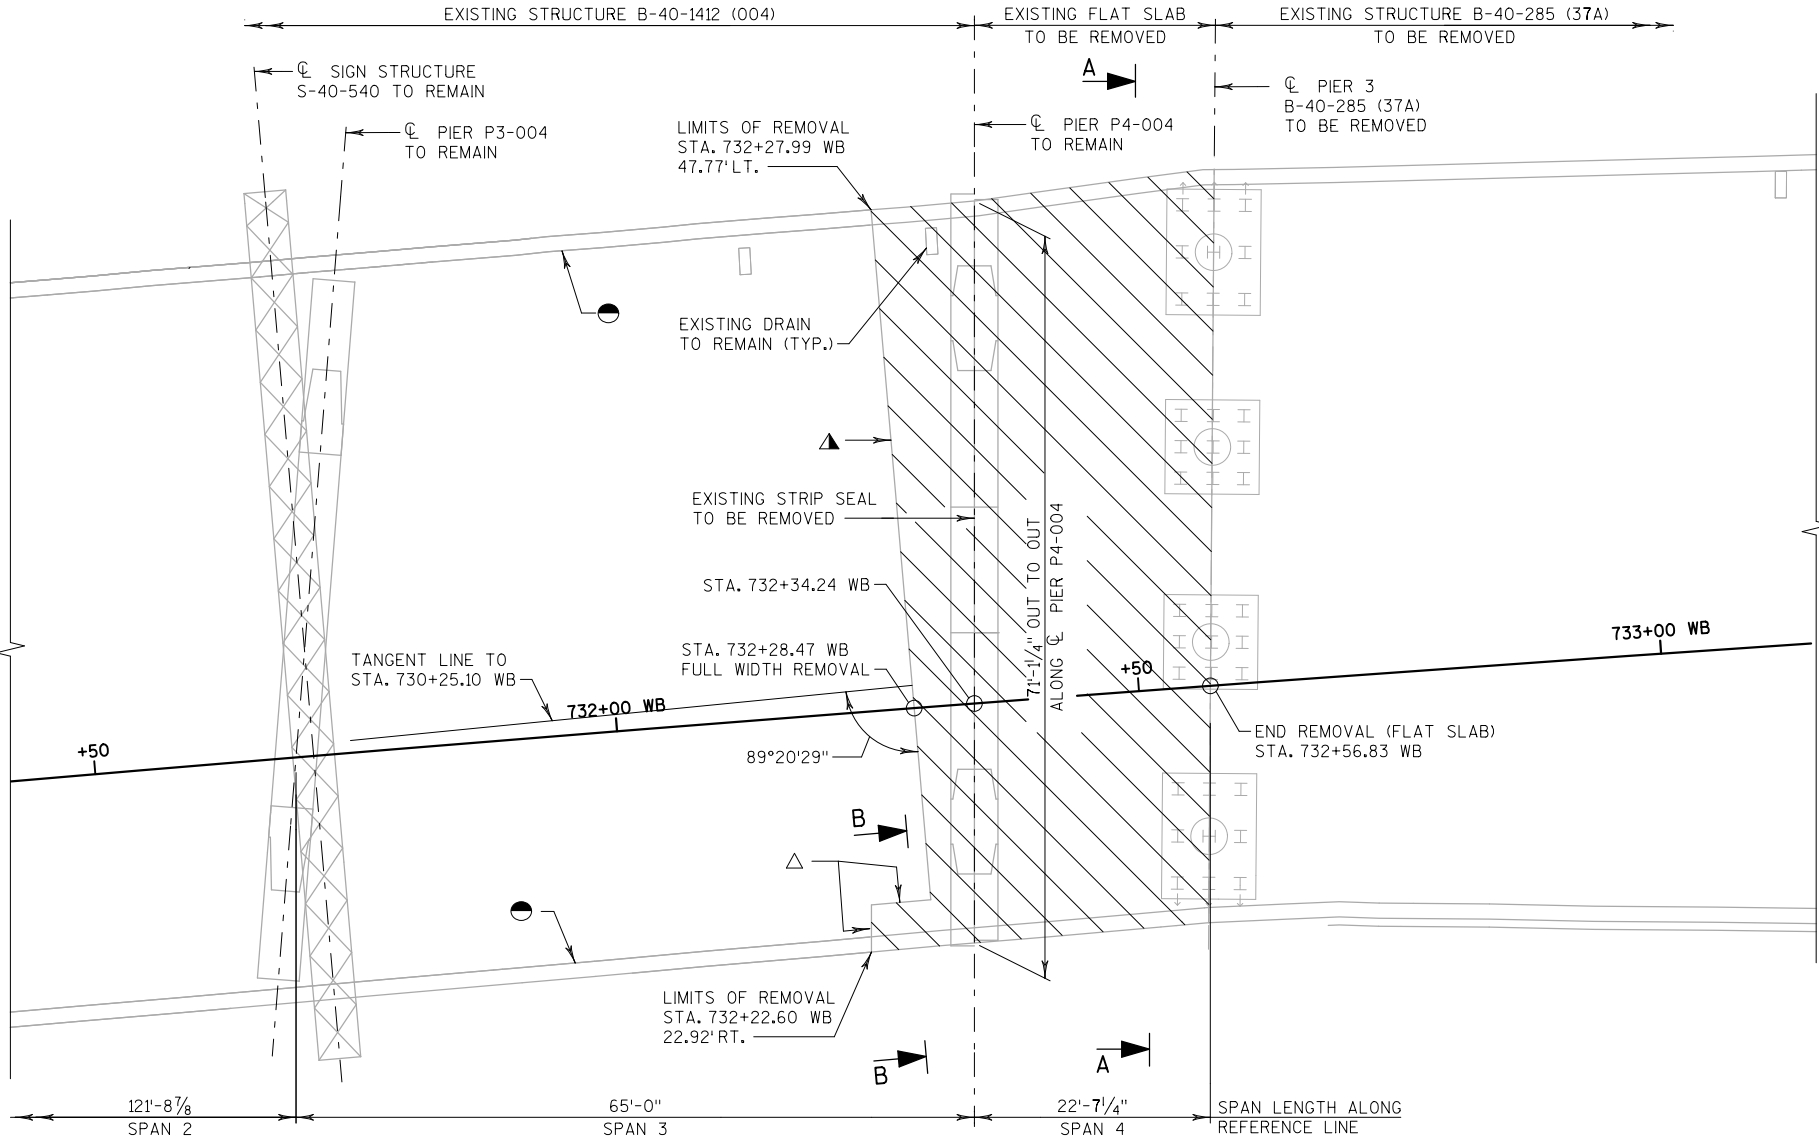 EXISTING STRUCTURE B-40-1412 (004)
EXISTING FLAT SLAB
TO BE REMOVED
EXISTING STRUCTURE B-40-285 (37A)
TO BE REMOVED
A
℄ SIGN STRUCTURE
S-40-540 TO REMAIN
℄ PIER P3-004
TO REMAIN
LIMITS OF REMOVAL
STA. 732+27.99 WB
47.77' LT.
℄ PIER P4-004
TO REMAIN
℄ PIER 3
B-40-285 (37A)
TO BE REMOVED
EXISTING DRAIN
TO REMAIN (TYP.)
EXISTING STRIP SEAL
TO BE REMOVED
71'-1 1/4" OUT TO OUT
ALONG ℄ PIER P4-004
STA. 732+34.24 WB
STA. 732+28.47 WB
FULL WIDTH REMOVAL
TANGENT LINE TO
STA. 730+25.10 WB
+50
732+00 WB
+50
733+00 WB
89°20'29"
END REMOVAL (FLAT SLAB)
STA. 732+56.83 WB
B
LIMITS OF REMOVAL
STA. 732+22.60 WB
22.92' RT.
B
A
121'-8 7/8
SPAN 2
65'-0"
SPAN 3
22'-7 1/4"
SPAN 4
SPAN LENGTH ALONG
REFERENCE LINE